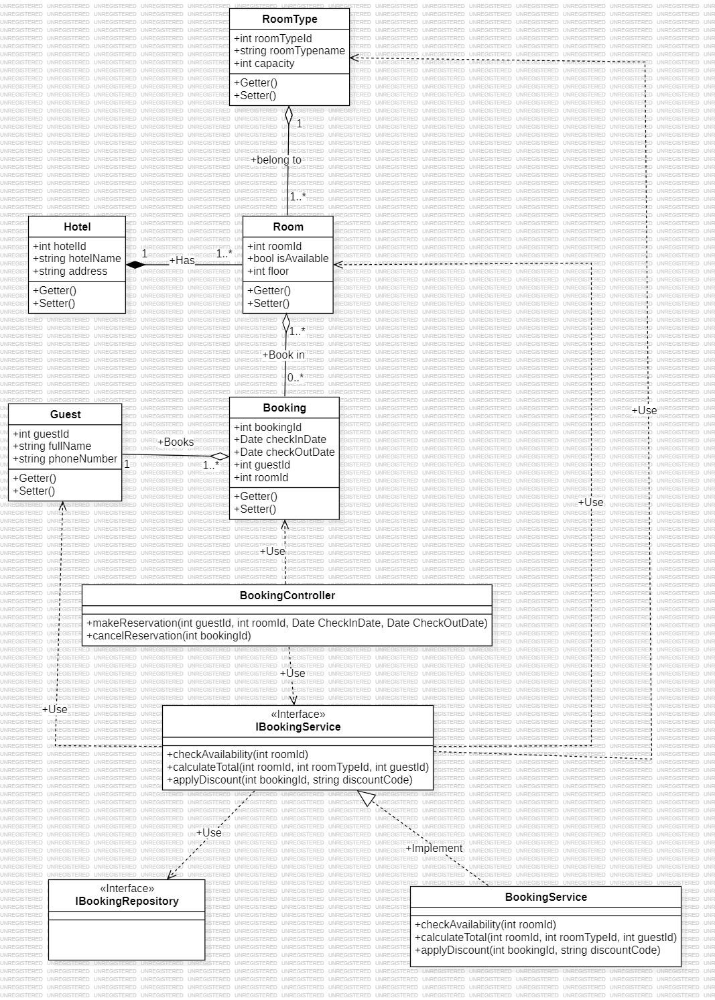 RoomType
+int roomTypeId
+string roomTypename
+int capacity
+Getter()
+Setter()
1
+belong to
1..*
Hotel
+int hotelId
+string hotelName
+string address
+Getter()
+Setter()
1
+Has
1..*
Room
+int roomId
+bool isAvailable
+int floor
+Getter()
+Setter()
1..*
+Book in
0..*
Guest
+int guestId
+string fullName
+string phoneNumber
+Getter()
+Setter()
+Books
1
1..*
Booking
+int bookingId
+Date checkInDate
+Date checkOutDate
+int guestId
+int roomId
+Getter()
+Setter()
+Use
+Use
+Use
BookingController
+makeReservation(int guestId, int roomId, Date CheckInDate, Date CheckOutDate)
+cancelReservation(int bookingId)
+Use
+Use
«Interface»
IBookingService
+checkAvailability(int roomId)
+calculateTotal(int roomId, int roomTypeId, int guestId)
+applyDiscount(int bookingId, string discountCode)
+Use
+Implement
«Interface»
IBookingRepository
BookingService
+checkAvailability(int roomId)
+calculateTotal(int roomId, int roomTypeId, int guestId)
+applyDiscount(int bookingId, string discountCode)
UNREGISTERED